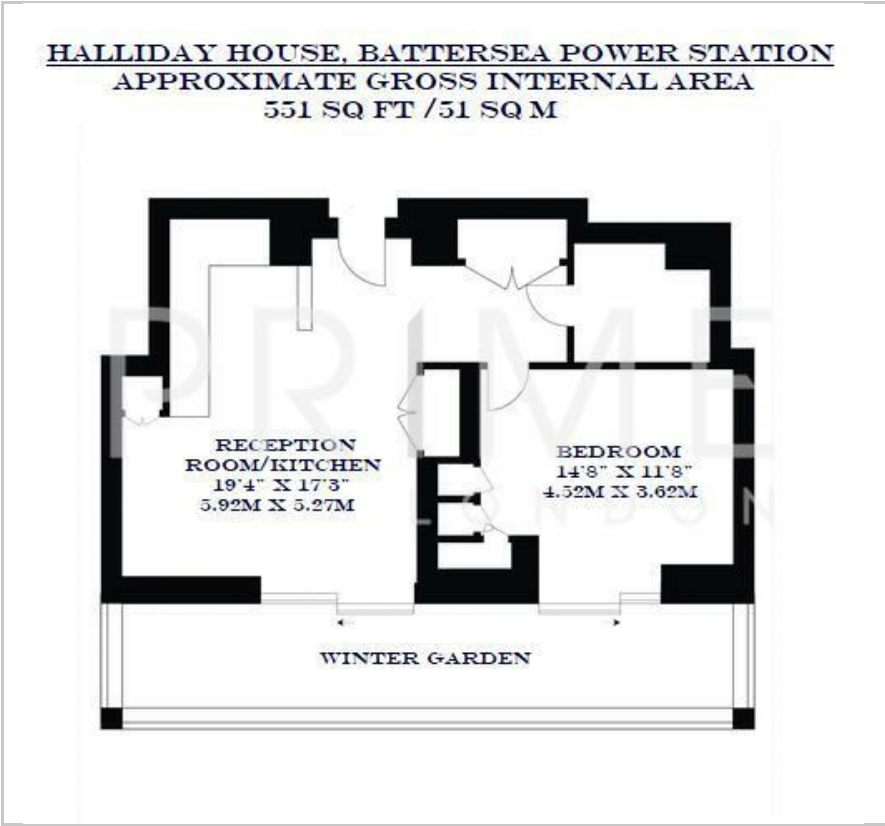 HALLIDAY HOUSE, BATTERSEA POWER STATION
APPROXIMATE GROSS INTERNAL AREA
551 SQ FT /51 SQ M
PRIME
LONDON
RECEPTION
ROOM/KITCHEN
19'4" X 17'3"
5.92M X 5.27M
BEDROOM
14'8" X 11'8"
4.52M X 3.62M
WINTER GARDEN